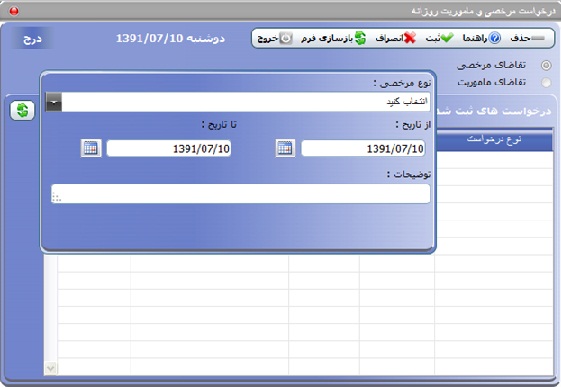 درخواست مرخصی و ماموریت روزانه
حذف راهنما ثبت انصراف بازسازی فرم خروج
دوشنبه 1391/07/10
درج
تقاضای مرخصی
تقاضای ماموریت
درخواست های ثبت شد
نوع درخواست
نوع مرخصی :
انتخاب کنید
از تاریخ : تا تاریخ :
1391/07/10 1391/07/10
توضیحات :